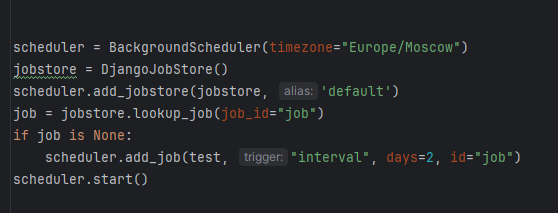 scheduler = BackgroundScheduler(timezone="Europe/Moscow")
jobstore = DjangoJobStore()
scheduler.add_jobstore(jobstore, alias: 'default')
job = jobstore.lookup_job(job_id="job")
if job is None:
    scheduler.add_job(test, trigger: "interval", days=2, id="job")
scheduler.start()